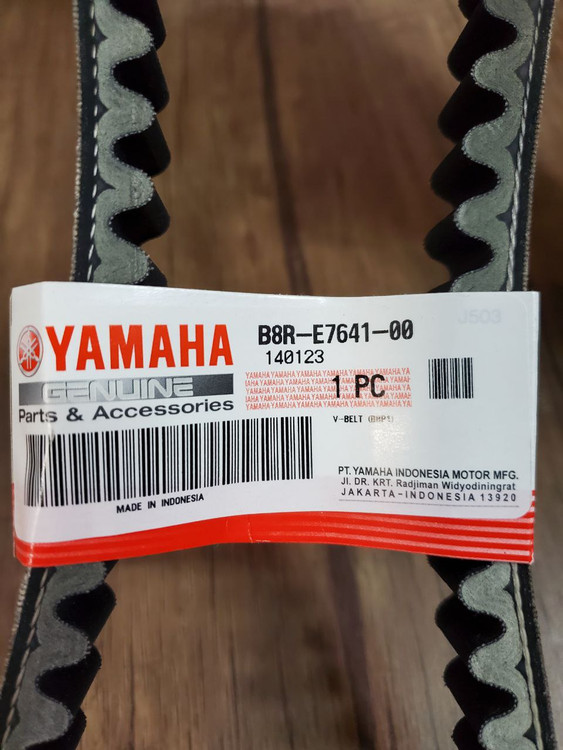 J503
YAMAHA
B8R-E7641-00
140123
GENUINE
1 PC
Parts & Accessories
V-BELT (BHP1)
MADE IN INDONESIA
PT. YAMAHA INDONESIA MOTOR MFG.
Jl. DR. KRT. Radjiman Widyodiningrat
JAKARTA-INDONESIA 13920